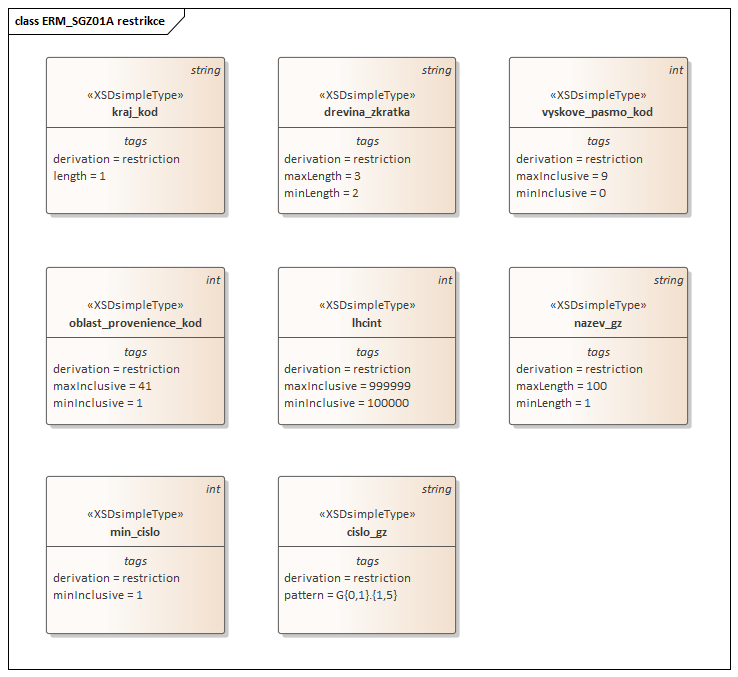 class ERM_SGZ01A restrikce
string
«XSDsimpleType»
kraj_kod
tags
derivation = restriction
length = 1
string
«XSDsimpleType»
drevina_zkratka
tags
derivation = restriction
maxLength = 3
minLength = 2
int
«XSDsimpleType»
vyskove_pasmo_kod
tags
derivation = restriction
maxInclusive = 9
minInclusive = 0
int
«XSDsimpleType»
oblast_provenience_kod
tags
derivation = restriction
maxInclusive = 41
minInclusive = 1
int
«XSDsimpleType»
lhcint
tags
derivation = restriction
maxInclusive = 999999
minInclusive = 100000
string
«XSDsimpleType»
nazev_gz
tags
derivation = restriction
maxLength = 100
minLength = 1
int
«XSDsimpleType»
min_cislo
tags
derivation = restriction
minInclusive = 1
string
«XSDsimpleType»
cislo_gz
tags
derivation = restriction
pattern = G{0,1}.{1,5}